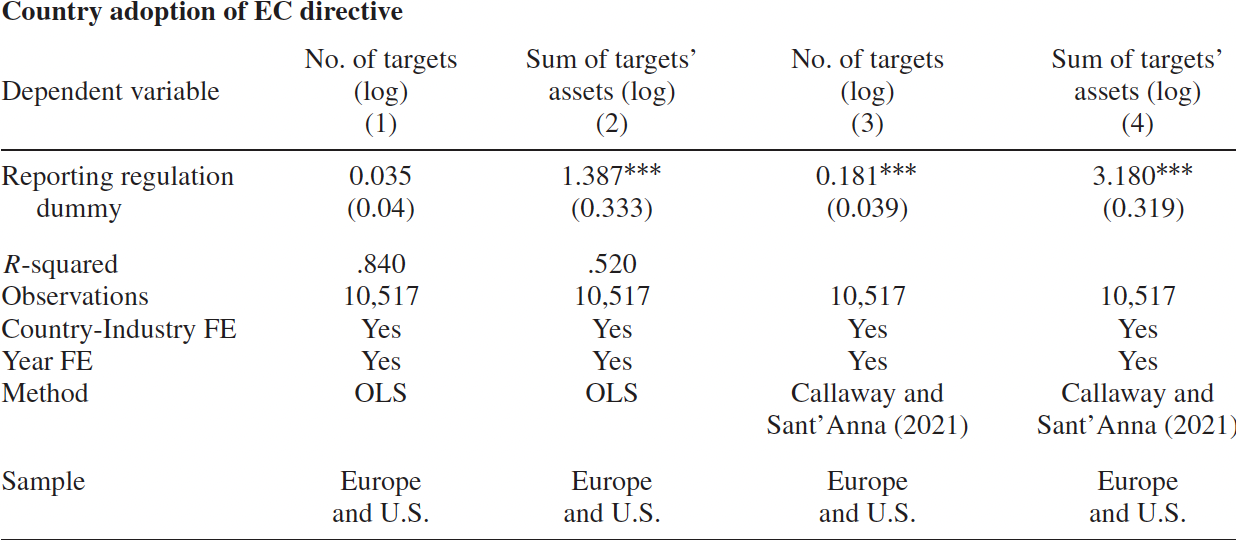 Country adoption of EC directive
No. of targets Sum of targets’ No. of targets Sum of targets’
Dependent variable (log) assets (log) (log) assets (log)
(1) (2) (3) (4)
Reporting regulation 0.035 1.387*** 0.181*** 3.180***
dummy (0.04) (0.333) (0.039) (0.319)
R-squared .840 .520
Observations 10,517 10,517 10,517 10,517
Country-Industry FE Yes Yes Yes Yes
Year FE Yes Yes Yes Yes
Method OLS OLS Callaway and Callaway and
Sant’Anna (2021) Sant’Anna (2021)
Sample Europe Europe Europe Europe
and U.S. and U.S. and U.S. and U.S.